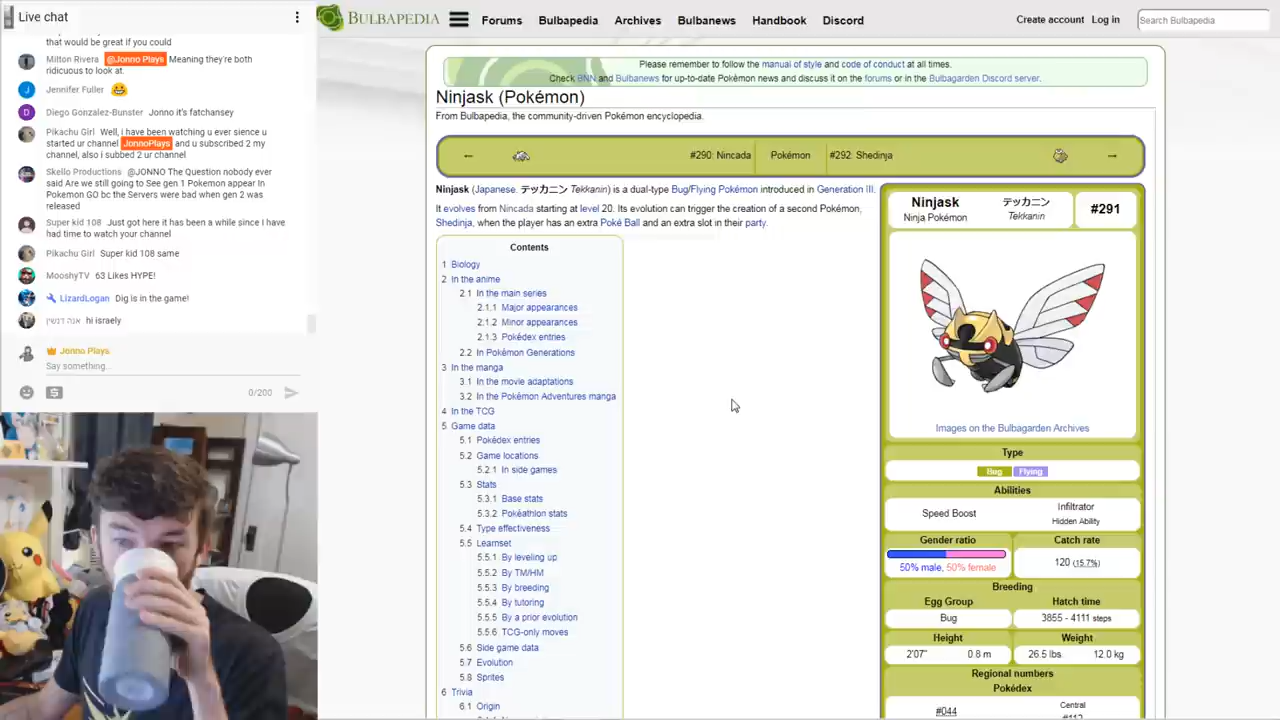 Live chat
that would be great if you could
Milton Rivera @Jonno Plays Meaning they're both
ridicuous to look at.
Jennifer Fuller
Diego Gonzalez-Bunster Jonno it's fatchansey
Pikachu Girl Well, i have been watching u ever sience u
started ur channel JonnoPlays and u subscribed 2 my
channel, also i subbed 2 ur channel
Skello Productions @JONNO The Question nobody ever
said Are we still going to See gen 1 Pokemon appear In
Pokemon GO bc the Servers were bad when gen 2 was
released
Super kid 108 Just got here it has been a while since I have
had time to watch your channel
Pikachu Girl Super kid 108 same
MooshyTV 63 Likes HYPE!
LizardLogan Dig is in the game!
אנה דנשין hi israely
Jonno Plays
Say something...
0/200
BULBAPEDIA
Forums Bulbapedia Archives Bulbanews Handbook Discord
Create account Log in
Search Bulbapedia
Please remember to follow the manual of style and code of conduct at all times.
Check BNN and Bulbanews for up-to-date Pokémon news and discuss it on the forums or in the Bulbagarden Discord server.
Ninjask (Pokémon)
From Bulbapedia, the community-driven Pokémon encyclopedia.
← #290: Nincada Pokémon #292: Shedinja →
Ninjask (Japanese: テッカニン Tekkanin) is a dual-type Bug/Flying Pokémon introduced in Generation III.
It evolves from Nincada starting at level 20. Its evolution can trigger the creation of a second Pokémon,
Shedinja, when the player has an extra Poké Ball and an extra slot in their party.
Contents
1 Biology
2 In the anime
2.1 In the main series
2.1.1 Major appearances
2.1.2 Minor appearances
2.1.3 Pokédex entries
2.2 In Pokémon Generations
3 In the manga
3.1 In the movie adaptations
3.2 In the Pokémon Adventures manga
4 In the TCG
5 Game data
5.1 Pokédex entries
5.2 Game locations
5.2.1 In side games
5.3 Stats
5.3.1 Base stats
5.3.2 Pokéathlon stats
5.4 Type effectiveness
5.5 Learnset
5.5.1 By leveling up
5.5.2 By TM/HM
5.5.3 By breeding
5.5.4 By tutoring
5.5.5 By a prior evolution
5.5.6 TCG-only moves
5.6 Side game data
5.7 Evolution
5.8 Sprites
6 Trivia
6.1 Origin
Ninjask
Ninja Pokémon
テッカニン
Tekkanin
#291
Images on the Bulbagarden Archives
Type
Bug Flying
Abilities
Speed Boost
Infiltrator
Hidden Ability
Gender ratio
50% male, 50% female
Catch rate
120 (15.7%)
Breeding
Egg Group
Bug
Hatch time
3855 - 4111 steps
Height
2'07" 0.8 m
Weight
26.5 lbs 12.0 kg
Regional numbers
Pokédex
#044
Central